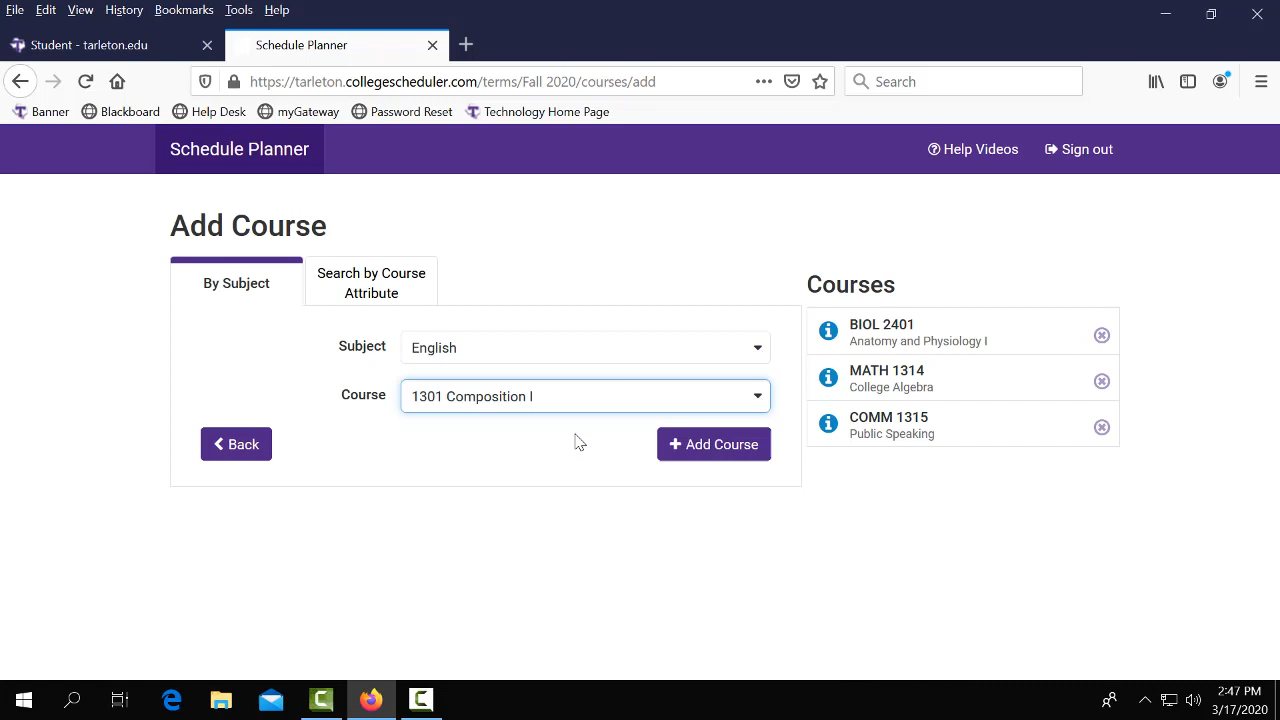 File Edit View History Bookmarks Tools Help
Student - tarleton.edu
Schedule Planner
https://tarleton.collegescheduler.com/terms/Fall 2020/courses/add
Search
Banner Blackboard Help Desk myGateway Password Reset Technology Home Page
Schedule Planner
Help Videos
Sign out
Add Course
By Subject
Search by Course
Attribute
Subject
English
Course
1301 Composition I
Back
Add Course
Courses
BIOL 2401
Anatomy and Physiology I
MATH 1314
College Algebra
COMM 1315
Public Speaking
2:47 PM
3/17/2020